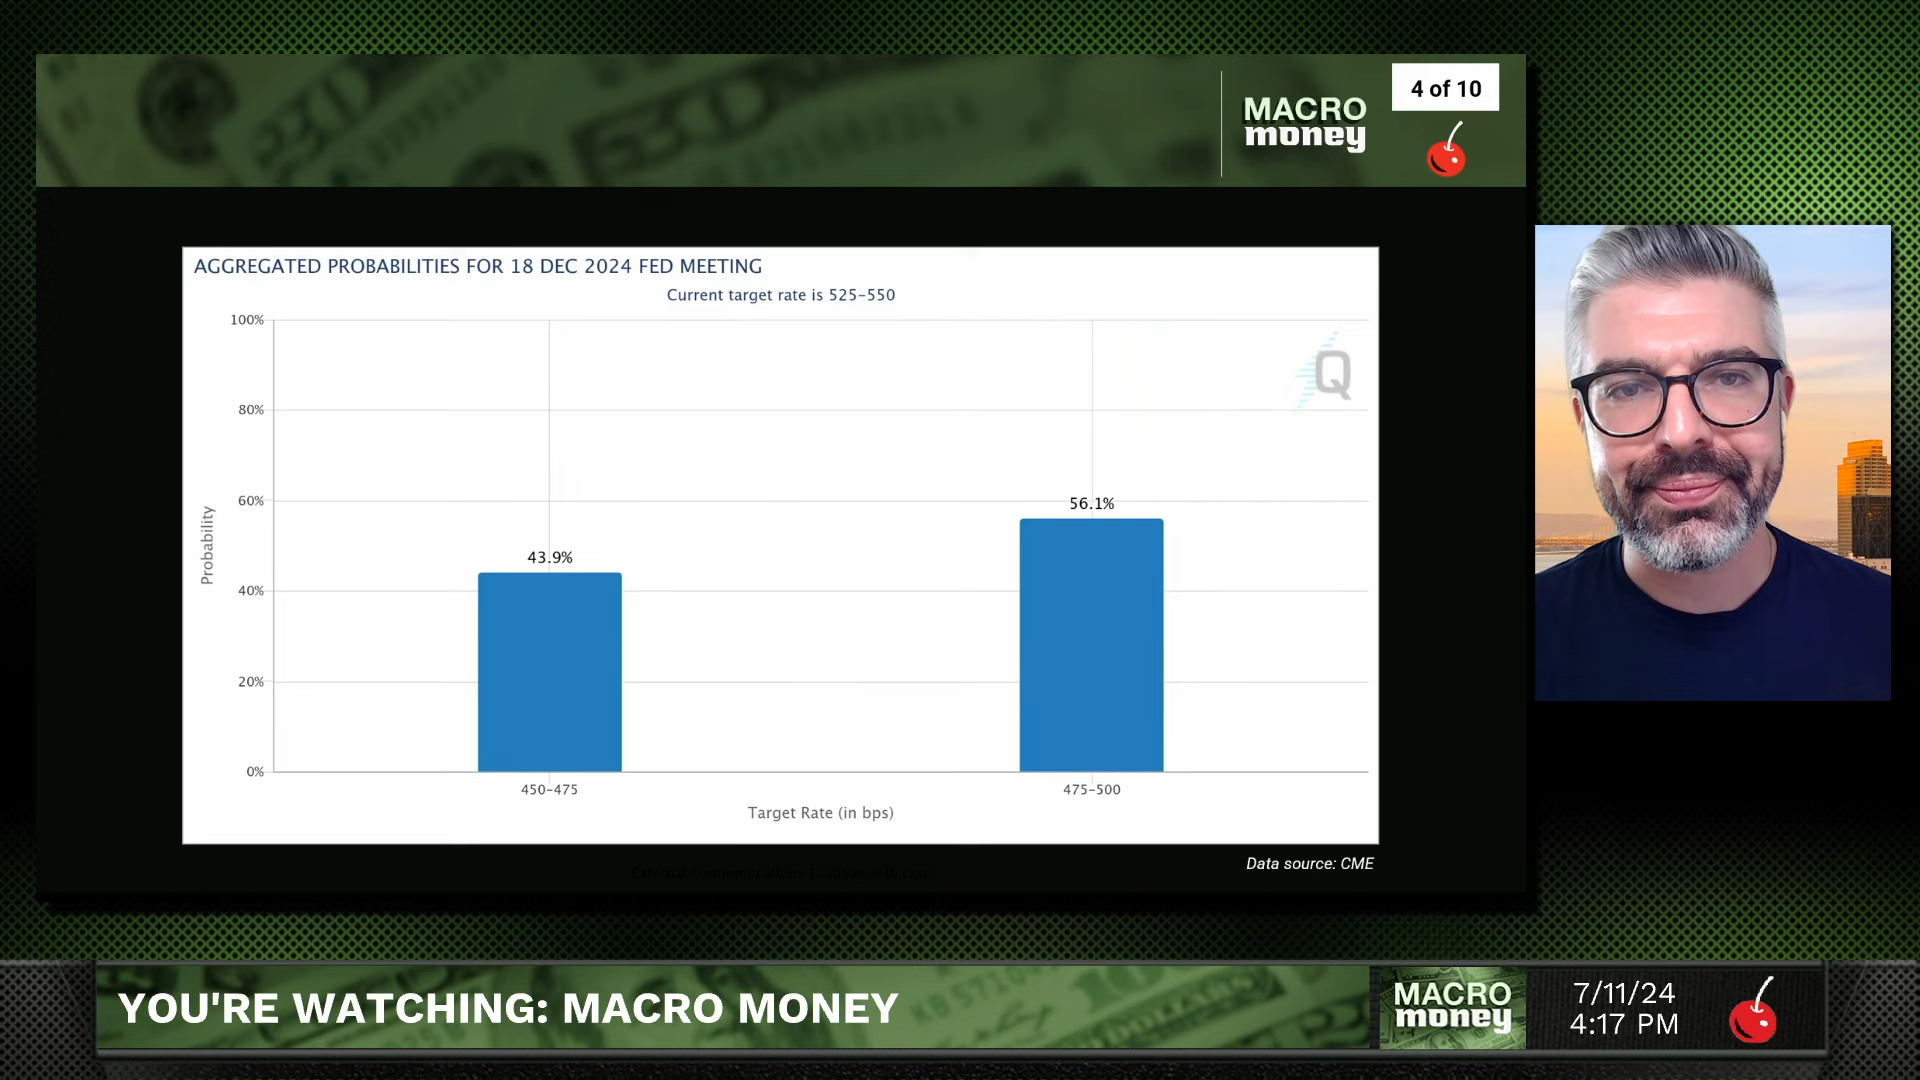 4 of 10
MACRO
money
AGGREGATED PROBABILITIES FOR 18 DEC 2024 FED MEETING
Current target rate is 525–550
Q
100%
80%
60%
40%
20%
0%
Probability
43.9%
56.1%
450–475
475–500
Target Rate (in bps)
Data source: CME
YOU'RE WATCHING: MACRO MONEY
MACRO
money
7/11/24
4:17 PM